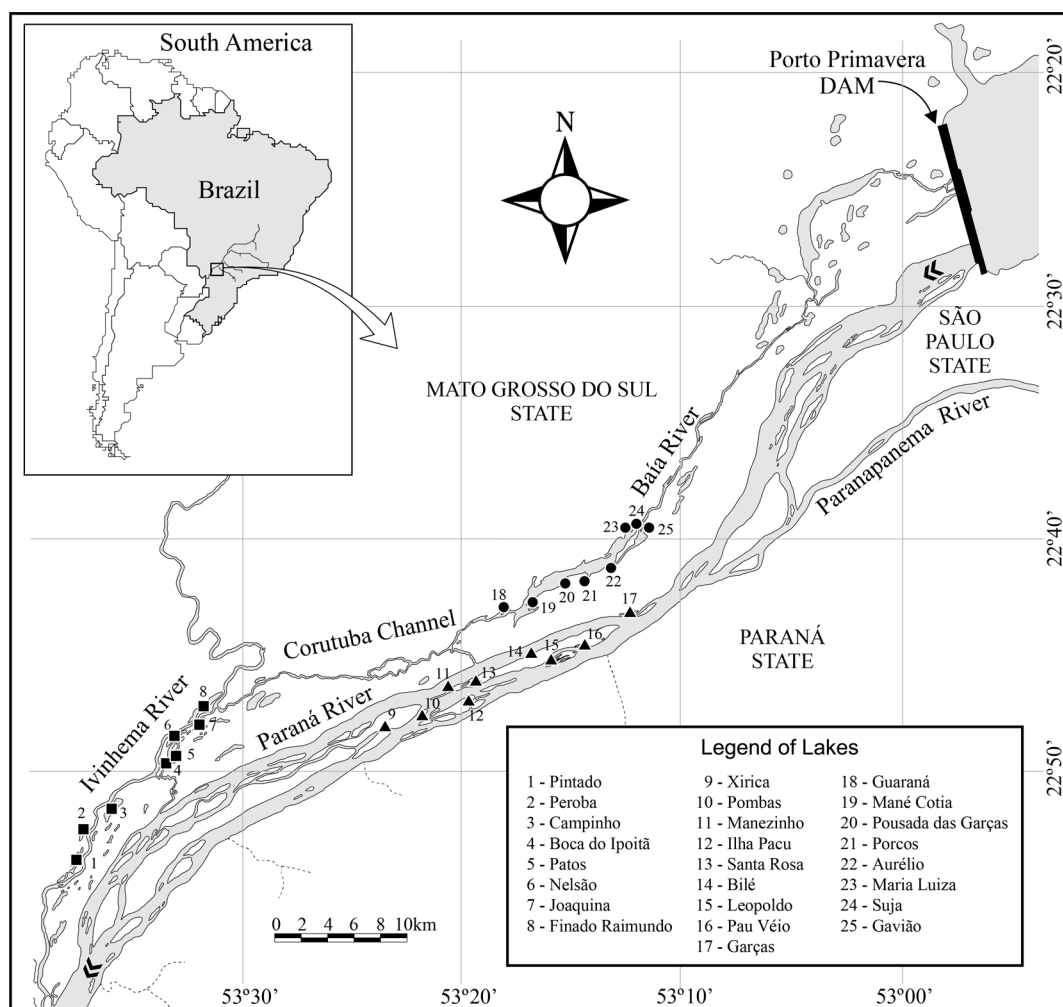 South America
Brazil
N
Porto Primavera
DAM
22°20'
22°30'
22°40'
22°50'
SÃO
PAULO
STATE
MATO GROSSO DO SUL
STATE
Baía River
Paranapanema River
PARANÁ
STATE
Corutuba Channel
Paraná River
Ivinhema River
24
23
25
22
21
20
19
18
17
16
15
14
13
12
11
10
9
8
7
6
5
4
3
2
1
0 2 4 6 8 10km
Legend of Lakes
1 - Pintado
2 - Peroba
3 - Campinho
4 - Boca do Ipoitã
5 - Patos
6 - Nelsão
7 - Joaquina
8 - Finado Raimundo
9 - Xirica
10 - Pombas
11 - Manezinho
12 - Ilha Pacu
13 - Santa Rosa
14 - Bilé
15 - Leopoldo
16 - Pau Véio
17 - Garças
18 - Guaraná
19 - Mané Cotia
20 - Pousada das Garças
21 - Porcos
22 - Aurélio
23 - Maria Luiza
24 - Suja
25 - Gavião
53°30' 53°20' 53°10' 53°00'